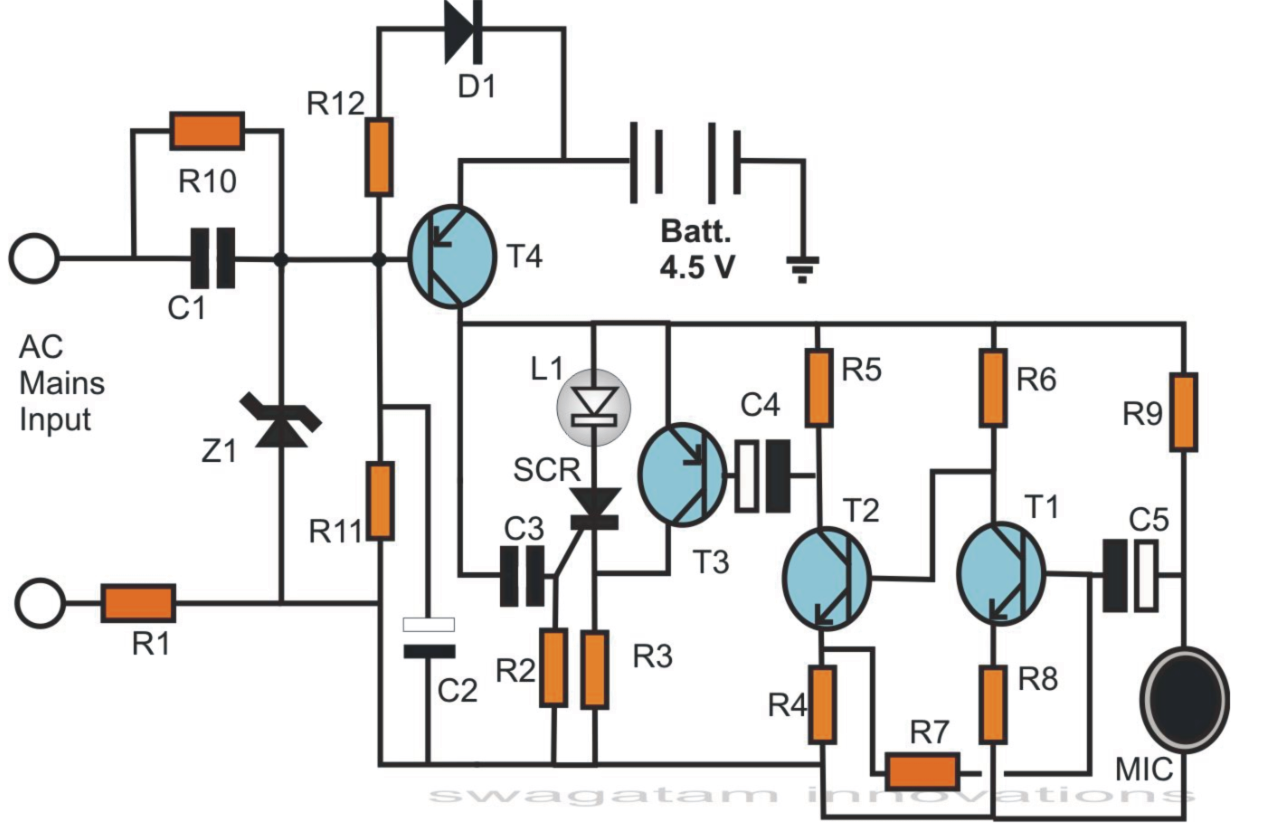 D1
R12
R10
Batt.
4.5 V
T4
C1
AC
Mains
Input
L1
R5
R6
C4
R9
Z1
SCR
T2
T1
C5
R11
C3
T3
R1
R2
R3
C2
R4
R8
R7
MIC
swagatam innovations